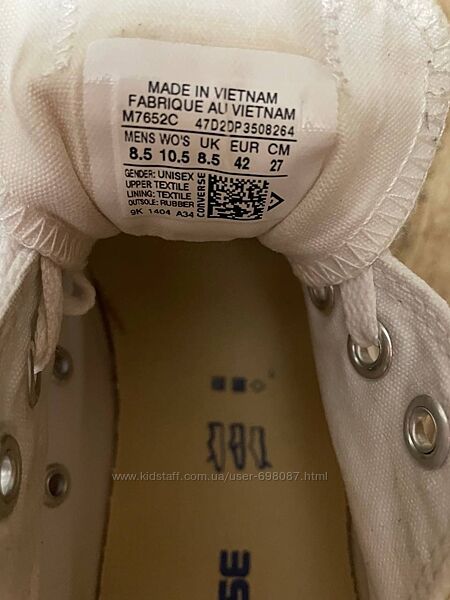 MADE IN VIETNAM
FABRIQUE AU VIETNAM
M7652C 47D2DP3508264
MENS WO'S UK EUR CM
8.5 10.5 8.5 42 27
GENDER: UNISEX
UPPER TEXTILE
LINING: TEXTILE
OUTSOLE: RUBBER
9K 1404 A34
CONVERSE
www.kidstaff.com.ua/user-698087.html
SE